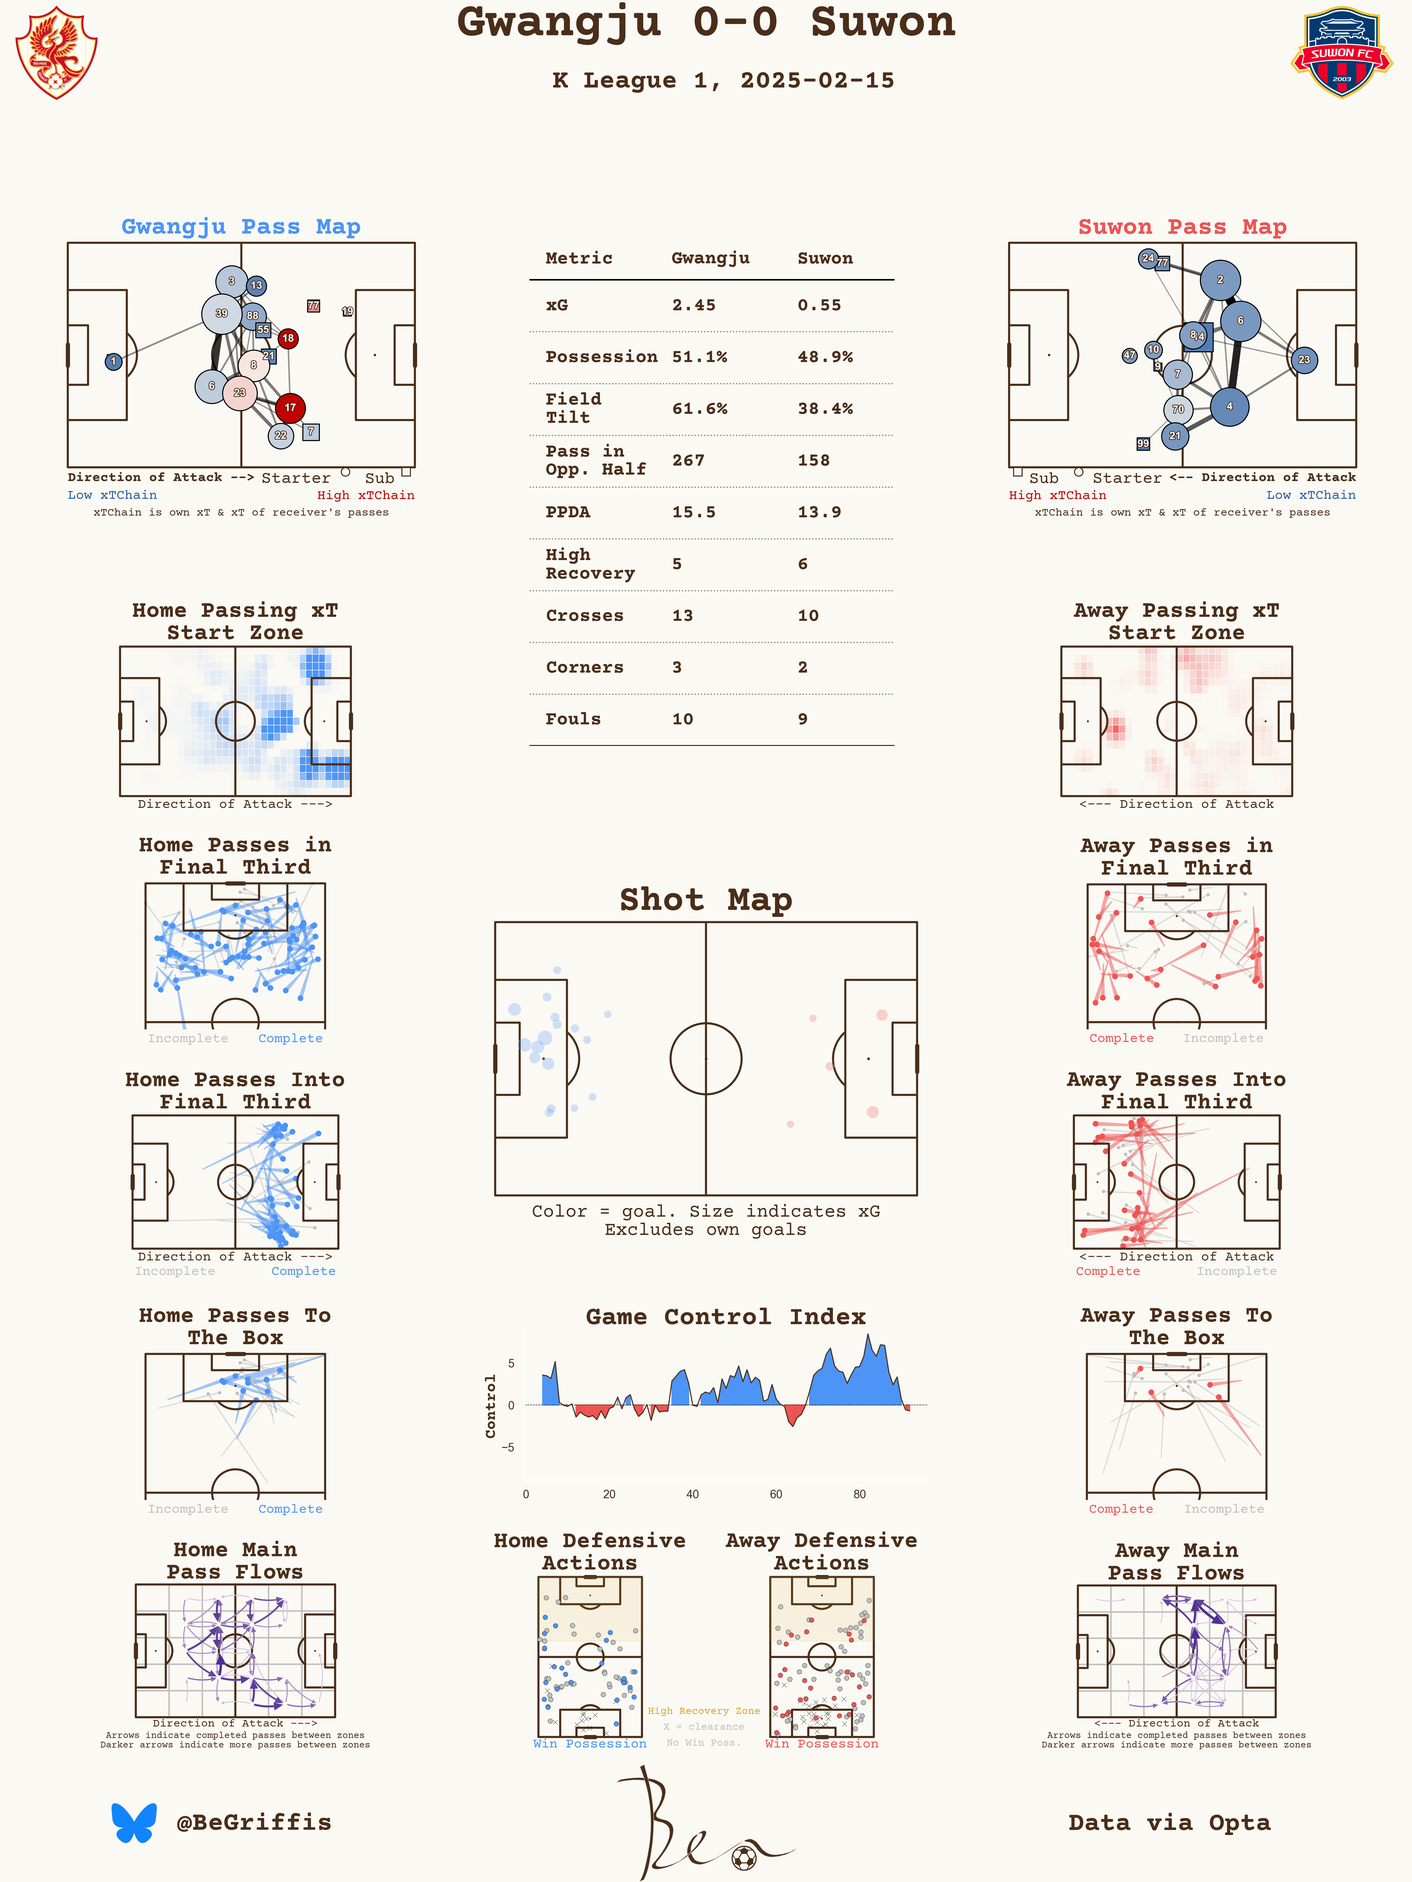 Gwangju 0-0 Suwon
K League 1, 2025-02-15
SUWON FC
2003
Gwangju Pass Map
3
13
39
88
55
18
77
19
1
21
8
6
23
17
22
7
Direction of Attack --> Starter Sub
Low xTChain High xTChain
xTChain is own xT & xT of receiver's passes
Metric Gwangju Suwon
xG 2.45 0.55
Possession 51.1% 48.9%
Field
Tilt 61.6% 38.4%
Pass in
Opp. Half 267 158
PPDA 15.5 13.9
High
Recovery 5 6
Crosses 13 10
Corners 3 2
Fouls 10 9
Suwon Pass Map
24
77
2
6
8
10
47
9
23
7
70
4
21
99
Sub Starter <-- Direction of Attack
High xTChain Low xTChain
xTChain is own xT & xT of receiver's passes
Home Passing xT
Start Zone
Direction of Attack --->
Away Passing xT
Start Zone
<--- Direction of Attack
Home Passes in
Final Third
Incomplete Complete
Shot Map
Color = goal. Size indicates xG
Excludes own goals
Away Passes in
Final Third
Complete Incomplete
Home Passes Into
Final Third
Direction of Attack --->
Incomplete Complete
Away Passes Into
Final Third
<--- Direction of Attack
Complete Incomplete
Home Passes To
The Box
Incomplete Complete
Game Control Index
Control
5
0
−5
0 20 40 60 80
Away Passes To
The Box
Complete Incomplete
Home Main
Pass Flows
Direction of Attack --->
Arrows indicate completed passes between zones
Darker arrows indicate more passes between zones
Home Defensive
Actions
Win Possession
Away Defensive
Actions
Win Possession
High Recovery Zone
X = clearance
No Win Poss.
Away Main
Pass Flows
<--- Direction of Attack
Arrows indicate completed passes between zones
Darker arrows indicate more passes between zones
@BeGriffis
Ben
Data via Opta